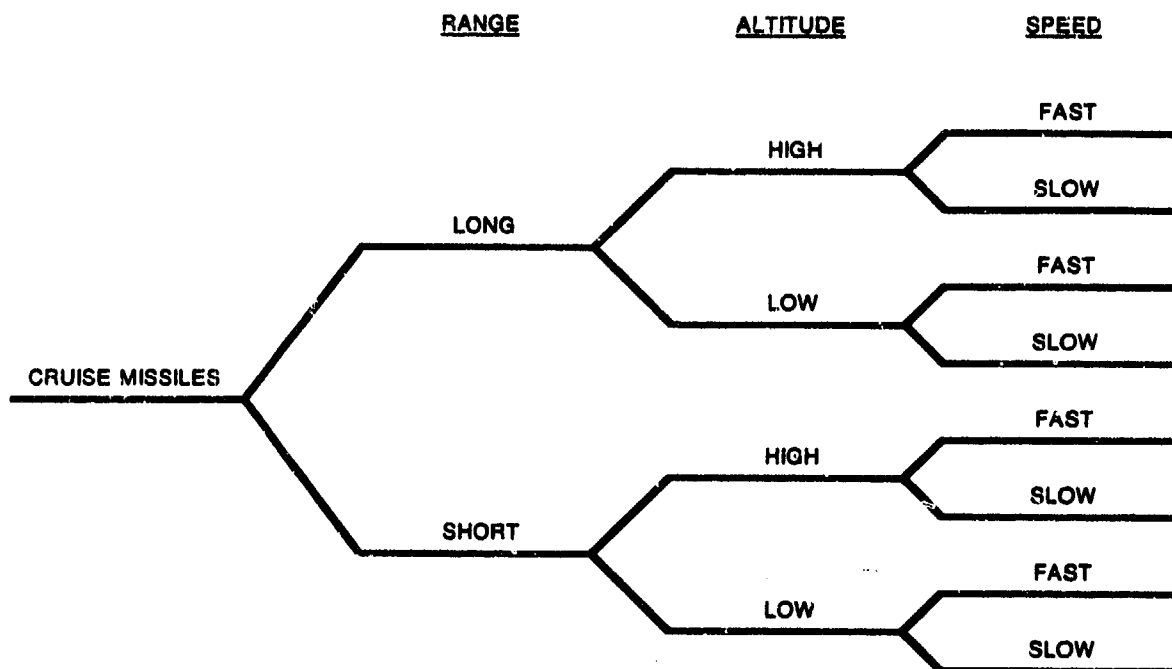 RANGE ALTITUDE SPEED
FAST
HIGH
SLOW
LONG
FAST
LOW
SLOW
CRUISE MISSILES
FAST
HIGH
SLOW
SHORT
FAST
LOW
SLOW